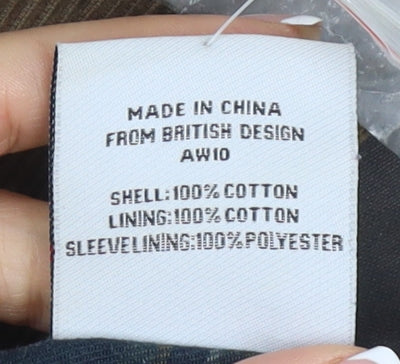 MADE IN CHINA
FROM BRITISH DESIGN
AW10
SHELL:100% COTTON
LINING:100% COTTON
SLEEVELINING:100% POLYESTER